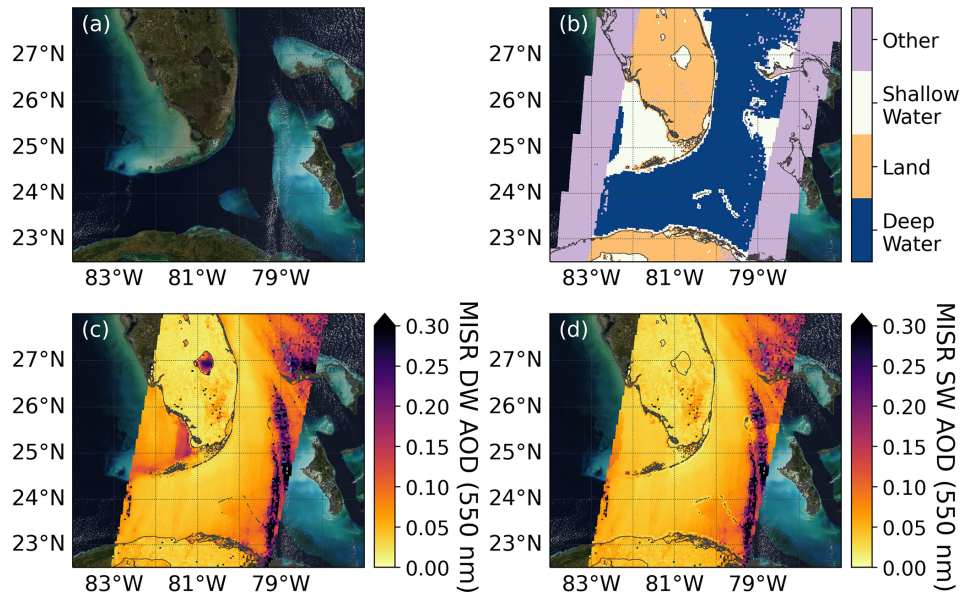 (a)
27°N
26°N
25°N
24°N
23°N
83°W 81°W 79°W
(b)
27°N
26°N
25°N
24°N
23°N
83°W 81°W 79°W
Other
Shallow
Water
Land
Deep
Water
(c)
27°N
26°N
25°N
24°N
23°N
83°W 81°W 79°W
0.30
0.25
0.20
0.15
0.10
0.05
0.00
MISR DW AOD (550 nm)
(d)
27°N
26°N
25°N
24°N
23°N
83°W 81°W 79°W
0.30
0.25
0.20
0.15
0.10
0.05
0.00
MISR SW AOD (550 nm)